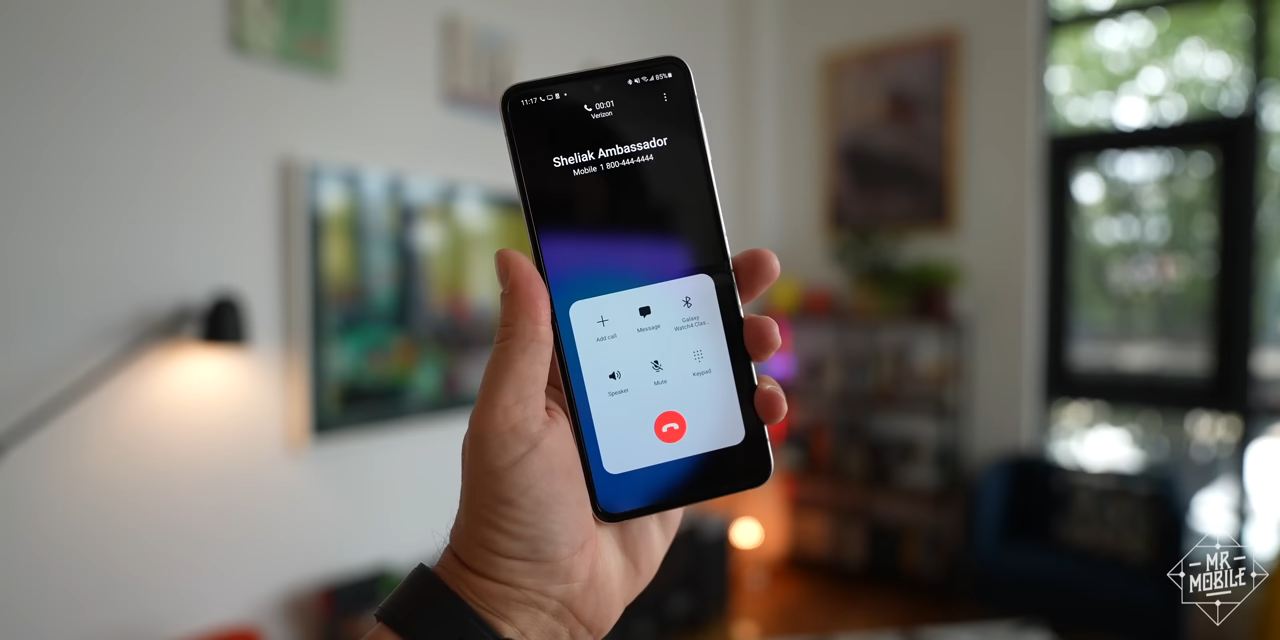 11:17
85%
00:01
Verizon
Sheliak Ambassador
Mobile 1 800-444-4444
Add call
Message
Galaxy
Watch4 Clas...
Speaker
Mute
Keypad
MR
MOBILE